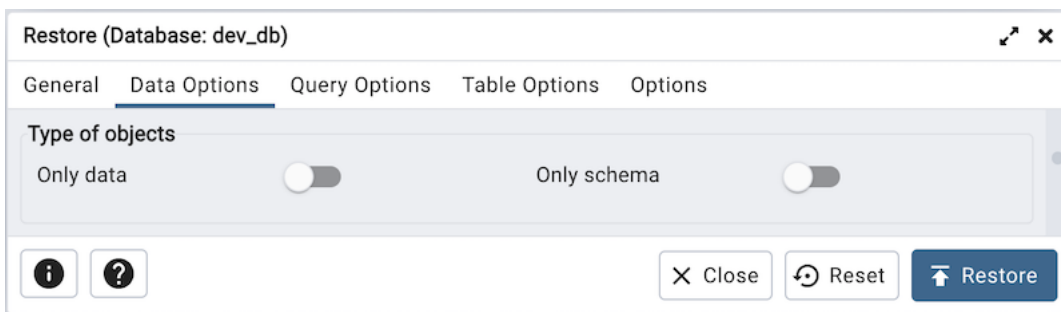 Restore (Database: dev_db)
General Data Options Query Options Table Options Options
Type of objects
Only data Only schema
Close Reset Restore